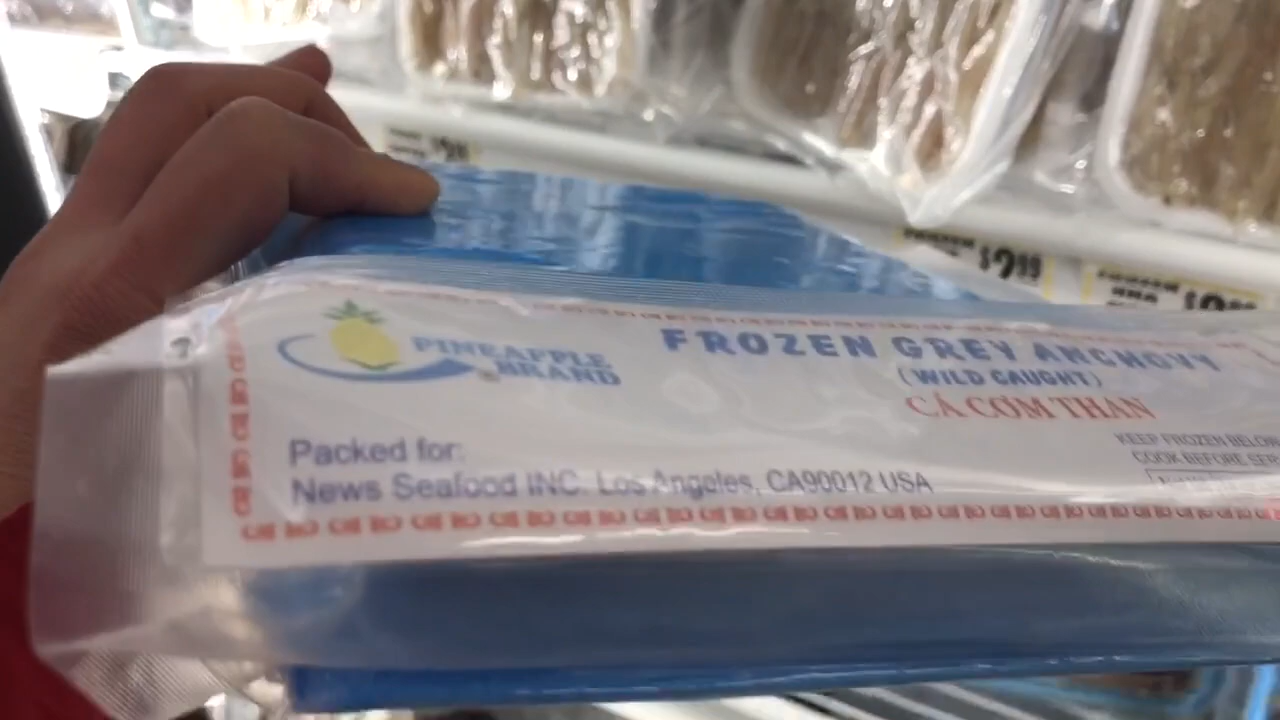 PINEAPPLE
BRAND
FROZEN GREY ANCHOVY
(WILD CAUGHT)
CÁ CƠM THAN
Packed for:
News Seafood INC. Los Angeles, CA90012 USA
KEEP FROZEN BELOW
COOK BEFORE SER
$2.99